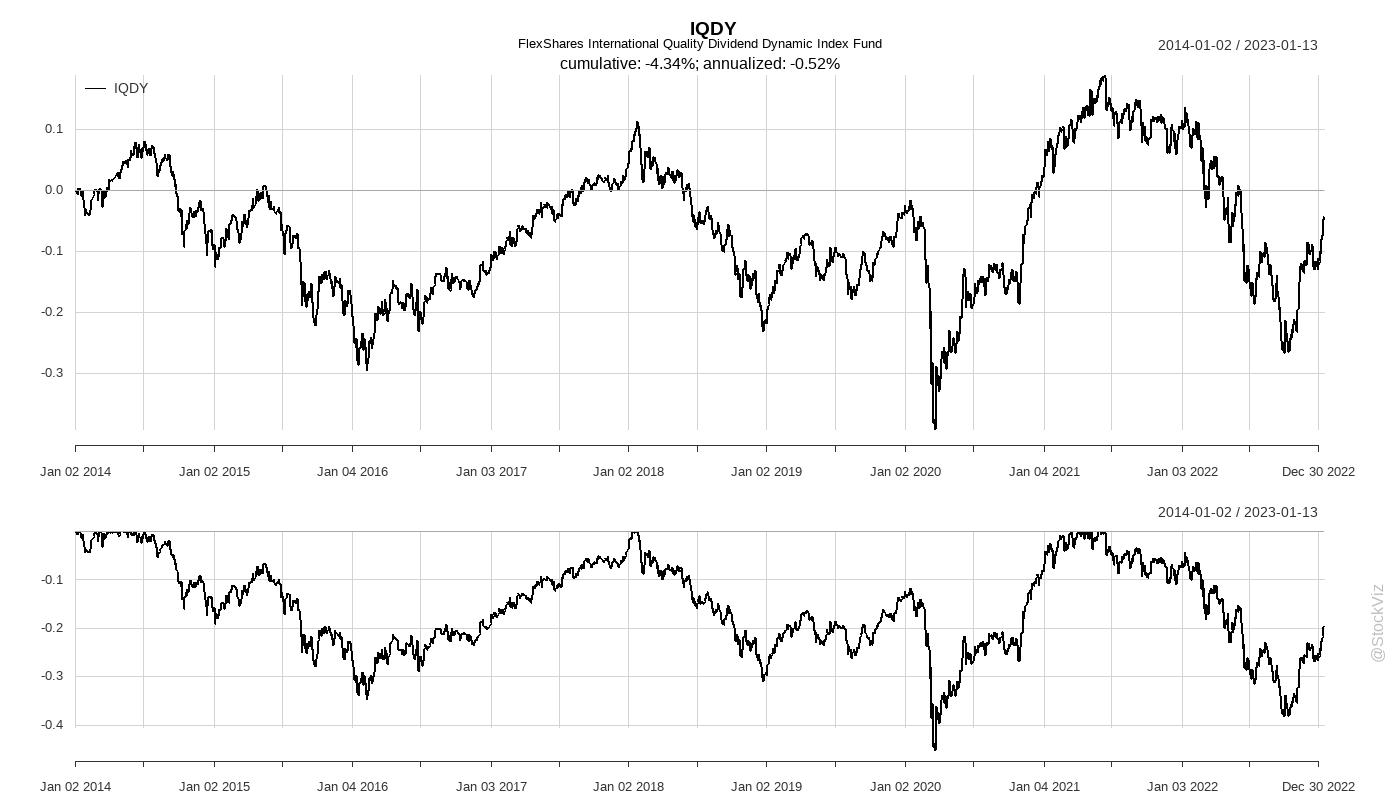 IQDY
FlexShares International Quality Dividend Dynamic Index Fund
2014-01-02 / 2023-01-13
cumulative: -4.34%; annualized: -0.52%
IQDY
0.1
0.0
-0.1
-0.2
-0.3
Jan 02 2014 Jan 02 2015 Jan 04 2016 Jan 03 2017 Jan 02 2018 Jan 02 2019 Jan 02 2020 Jan 04 2021 Jan 03 2022 Dec 30 2022
2014-01-02 / 2023-01-13
-0.1
-0.2
-0.3
-0.4
Jan 02 2014 Jan 02 2015 Jan 04 2016 Jan 03 2017 Jan 02 2018 Jan 02 2019 Jan 02 2020 Jan 04 2021 Jan 03 2022 Dec 30 2022
@StockViz